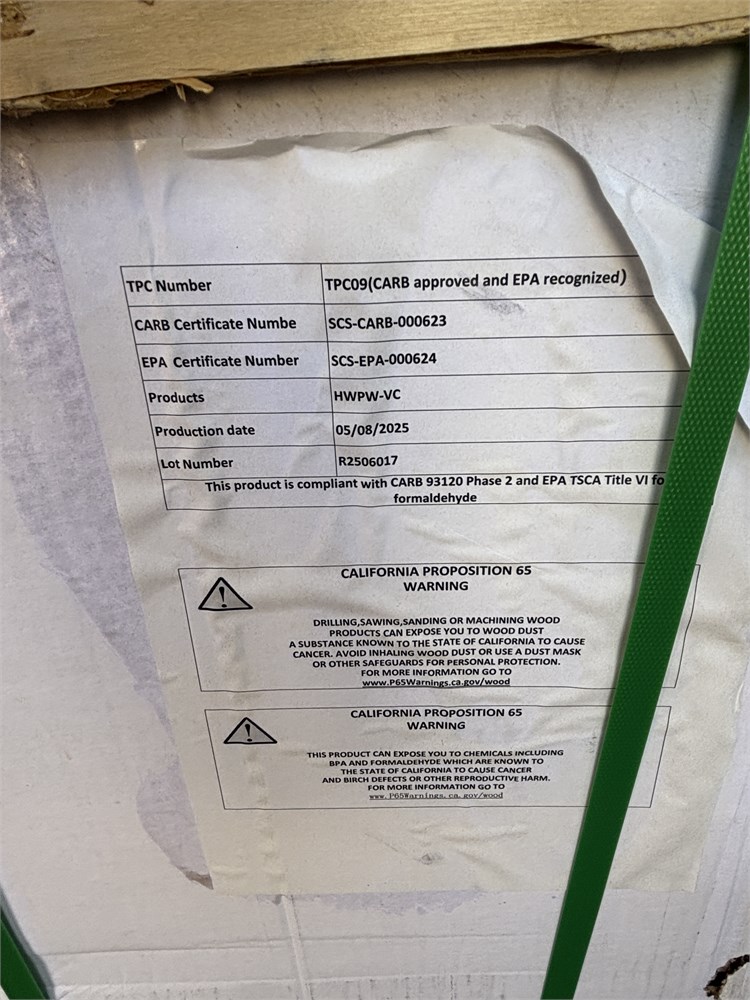 TPC Number TPC09(CARB approved and EPA recognized)
CARB Certificate Numbe SCS-CARB-000623
EPA Certificate Number SCS-EPA-000624
Products HWPW-VC
Production date 05/08/2025
Lot Number R2506017
This product is compliant with CARB 93120 Phase 2 and EPA TSCA Title VI fo
formaldehyde
CALIFORNIA PROPOSITION 65
WARNING
DRILLING,SAWING,SANDING OR MACHINING WOOD
PRODUCTS CAN EXPOSE YOU TO WOOD DUST
A SUBSTANCE KNOWN TO THE STATE OF CALIFORNIA TO CAUSE
CANCER. AVOID INHALING WOOD DUST OR USE A DUST MASK
OR OTHER SAFEGUARDS FOR PERSONAL PROTECTION.
FOR MORE INFORMATION GO TO
www.P65Warnings.ca.gov/wood
CALIFORNIA PROPOSITION 65
WARNING
THIS PRODUCT CAN EXPOSE YOU TO CHEMICALS INCLUDING
BPA AND FORMALDEHYDE WHICH ARE KNOWN TO
THE STATE OF CALIFORNIA TO CAUSE CANCER
AND BIRCH DEFECTS OR OTHER REPRODUCTIVE HARM.
FOR MORE INFORMATION GO TO
www.P65Warnings.ca.gov/wood